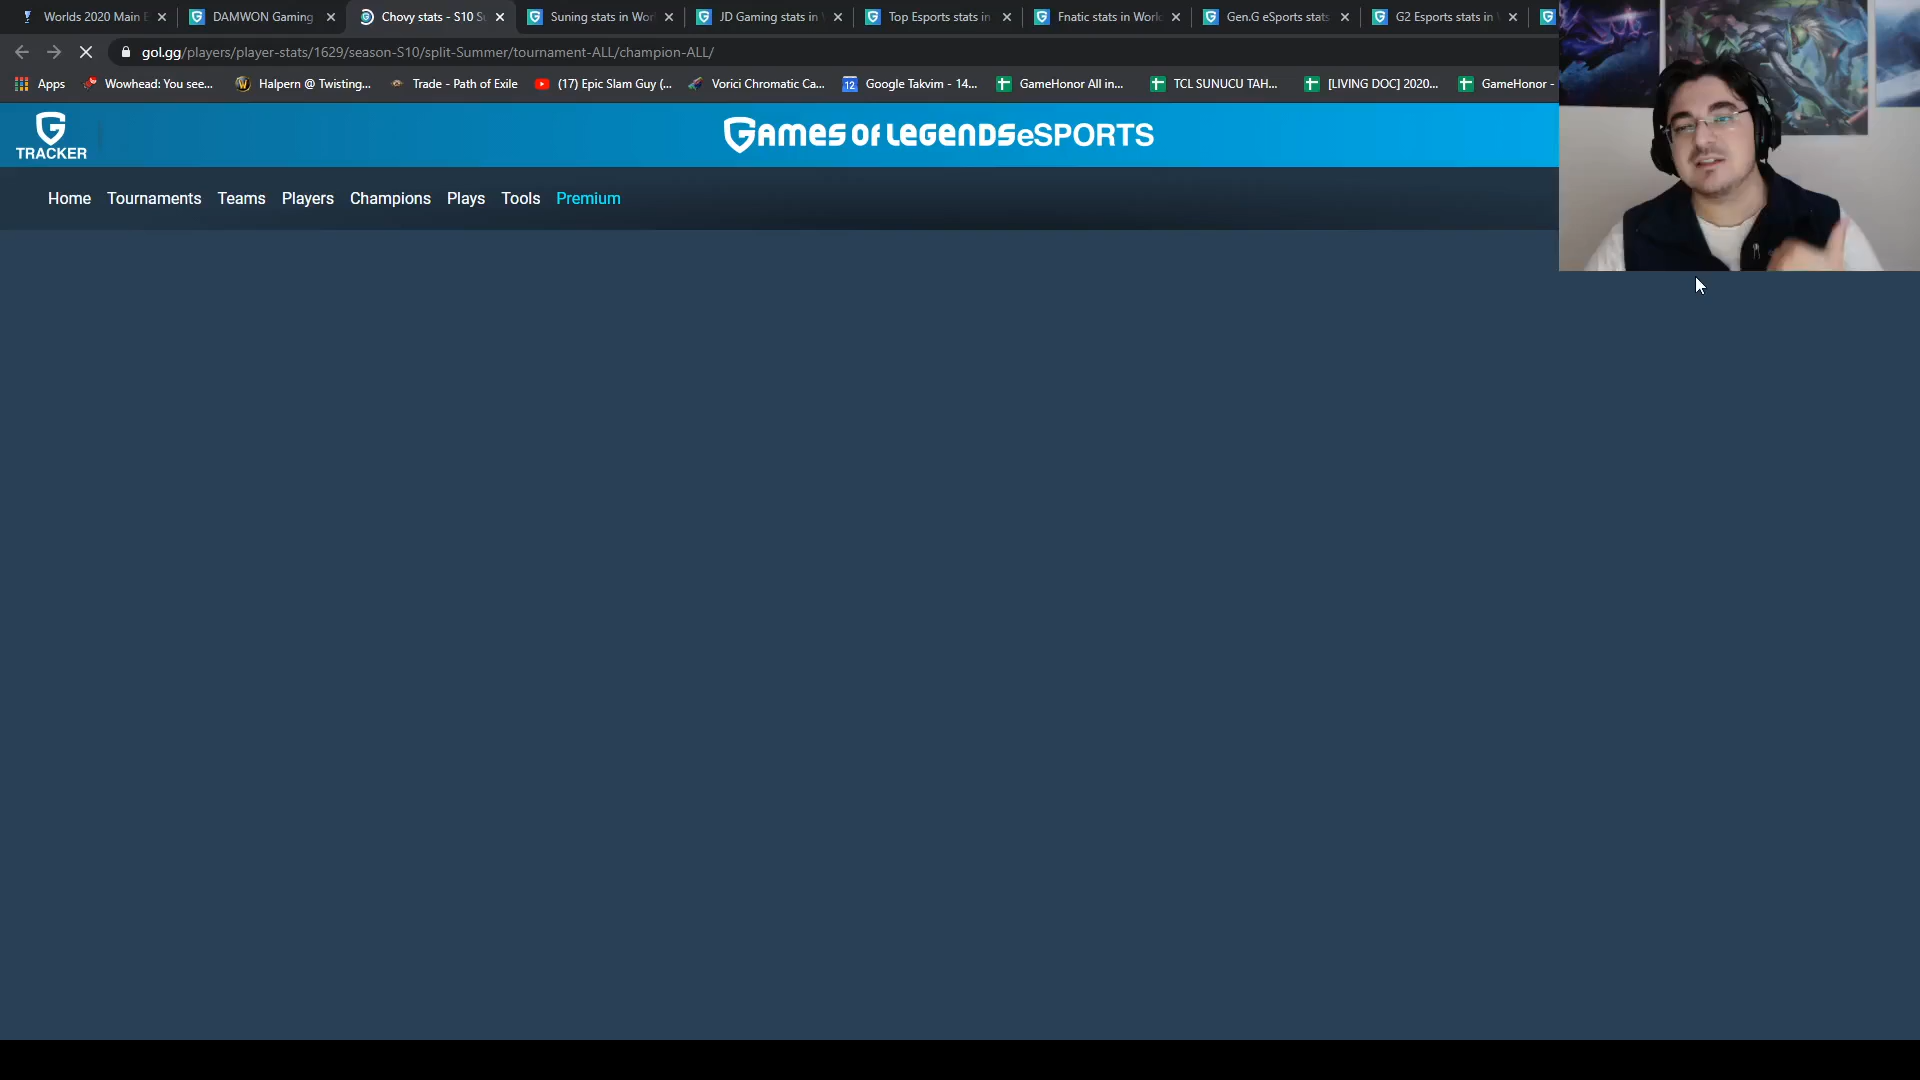 Worlds 2020 Main E
DAMWON Gaming
Chovy stats - S10 Su
Suning stats in Worl
JD Gaming stats in W
Top Esports stats in
Fnatic stats in World
Gen.G eSports stats
G2 Esports stats in W
gol.gg/players/player-stats/1629/season-S10/split-Summer/tournament-ALL/champion-ALL/
Apps
Wowhead: You see...
Halpern @ Twisting...
Trade - Path of Exile
(17) Epic Slam Guy (...
Vorici Chromatic Ca...
12
Google Takvim - 14...
GameHonor All in...
TCL SUNUCU TAH...
[LIVING DOC] 2020...
GameHonor -
TRACKER
GAMES OF LEGENDS eSPORTS
Home Tournaments Teams Players Champions Plays Tools Premium